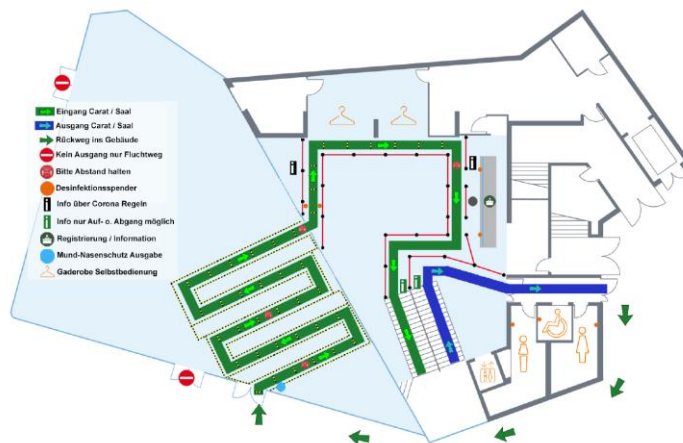 Eingang Carat / Saal
Ausgang Carat / Saal
Rückweg ins Gebäude
Kein Ausgang nur Fluchtweg
Bitte Abstand halten
Desinfektionsspender
Info über Corona Regeln
Info nur Auf- o. Abgang möglich
Registrierung / Information
Mund-Nasenschutz Ausgabe
Gaderobe Selbstbedienung